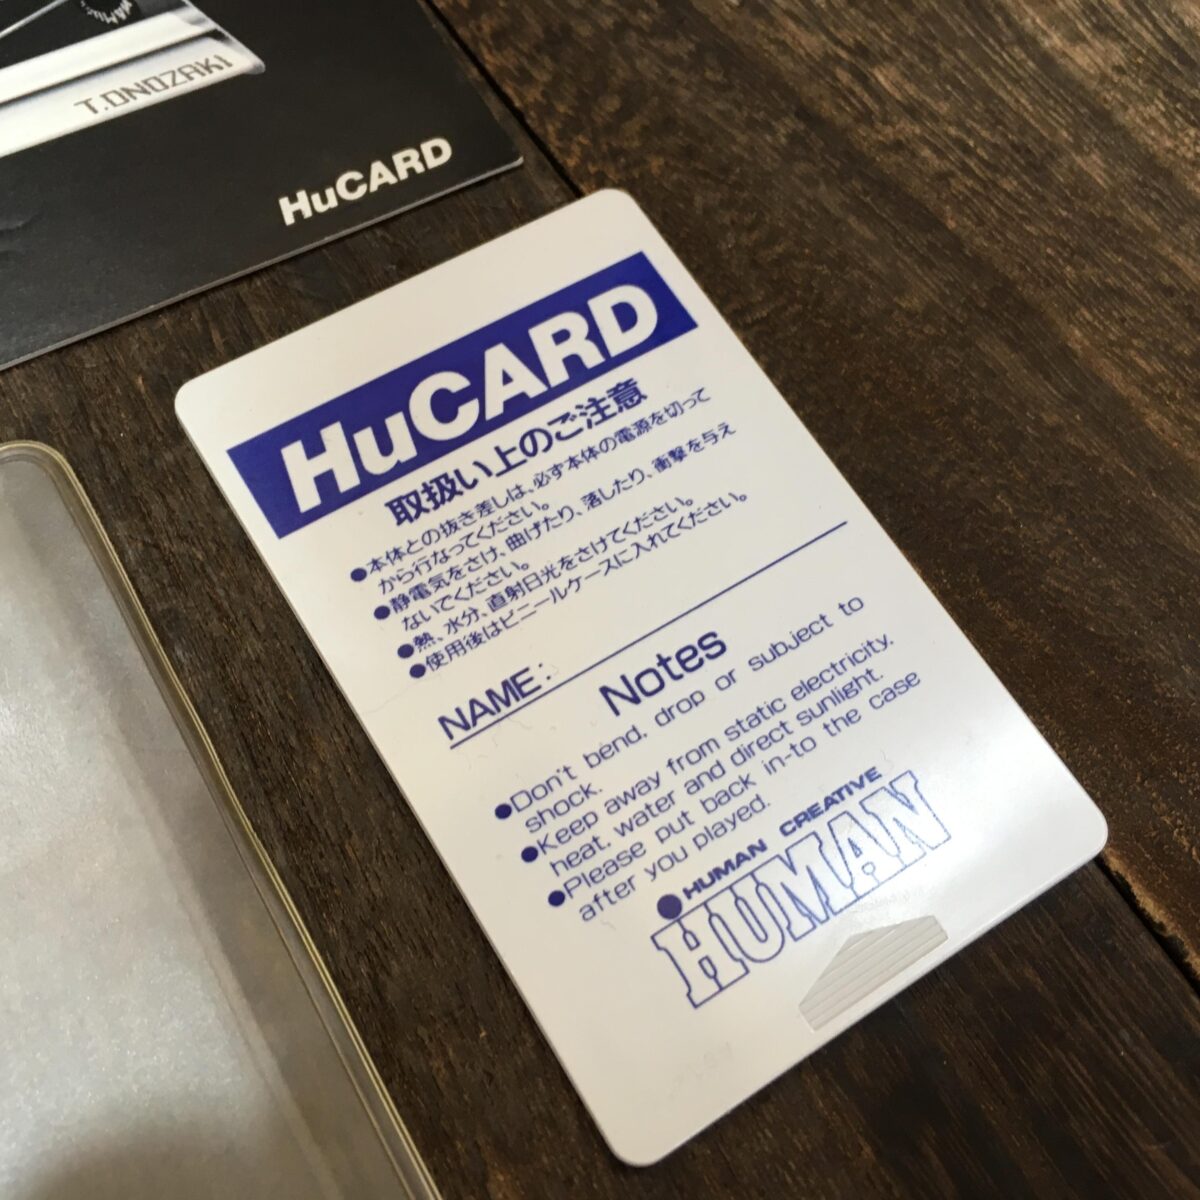 T.ONOZAKI
HuCARD
HuCARD
取扱い上のご注意
●本体との抜き差しは、必ず本体の電源を切って
から行なってください。
●静電気をさけ、曲げたり、落したり、衝撃を与え
ないでください。
●熱、水分、直射日光をさけてください。
●使用後はビニールケースに入れてください。
NAME:
Notes
●Don't bend, drop or subject to
shock.
●Keep away from static electricity,
heat, water and direct sunlight.
●Please put back in-to the case
after you played.
●HUMAN CREATIVE
HUMAN